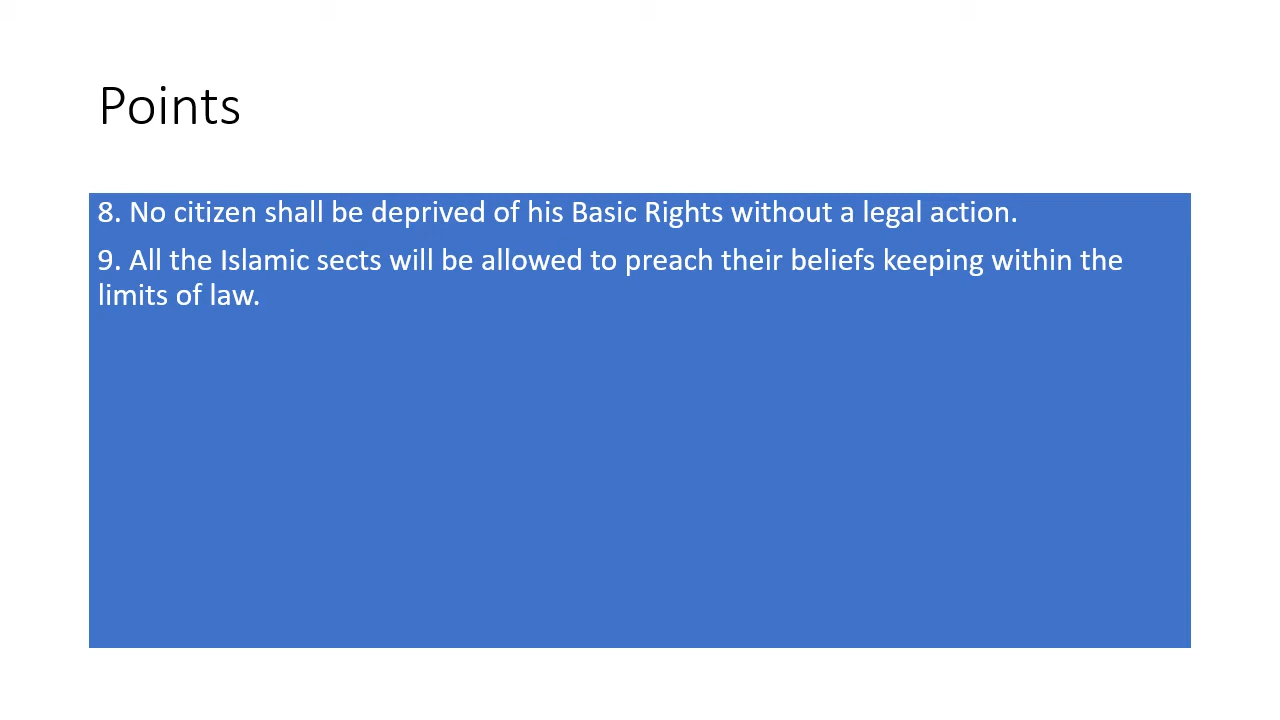 Points
8. No citizen shall be deprived of his Basic Rights without a legal action.
9. All the Islamic sects will be allowed to preach their beliefs keeping within the
limits of law.